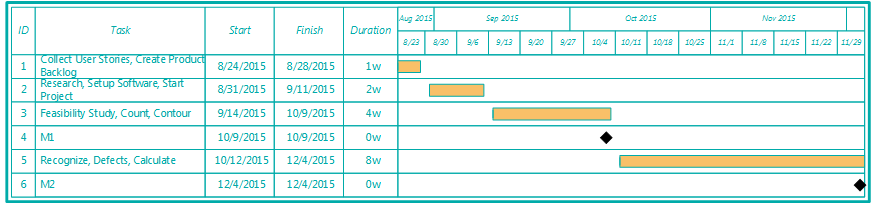 ID Task Start Finish Duration Aug 2015 Sep 2015 Oct 2015 Nov 2015
8/23 8/30 9/6 9/13 9/20 9/27 10/4 10/11 10/18 10/25 11/1 11/8 11/15 11/22 11/29
1 Collect User Stories, Create Product
Backlog 8/24/2015 8/28/2015 1w
2 Research, Setup Software, Start
Project 8/31/2015 9/11/2015 2w
3 Feasibility Study, Count, Contour 9/14/2015 10/9/2015 4w
4 M1 10/9/2015 10/9/2015 0w
5 Recognize, Defects, Calculate 10/12/2015 12/4/2015 8w
6 M2 12/4/2015 12/4/2015 0w